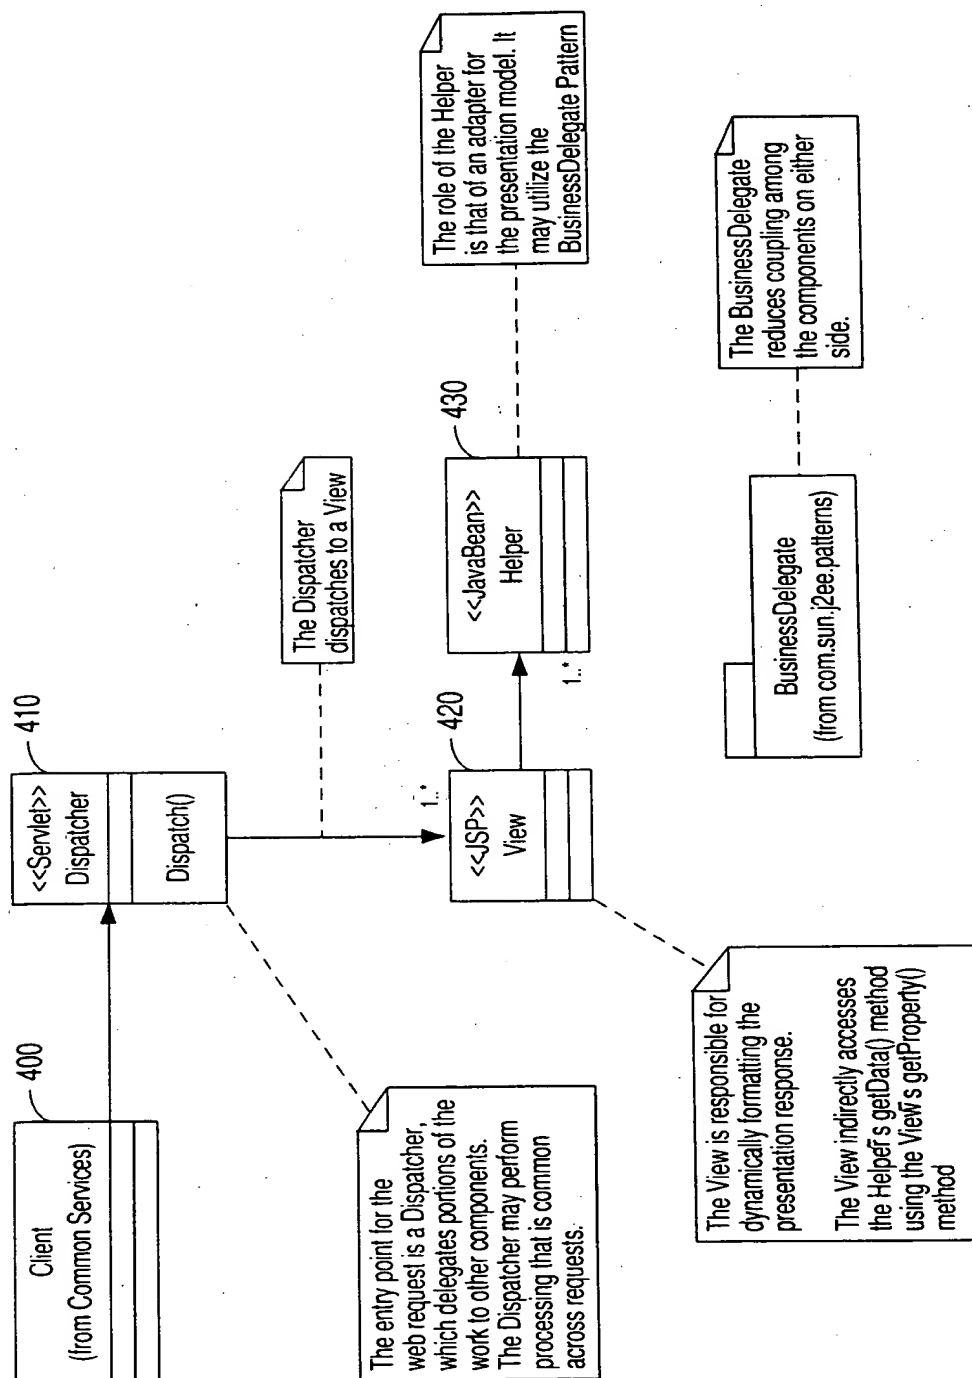 Client
(from Common Services)
400
<<Servlet>>
Dispatcher
Dispatch()
410
The entry point for the
web request is a Dispatcher,
which delegates portions of the
work to other components.
The Dispatcher may perform
processing that is common
across requests.
The Dispatcher
dispatches to a View
1..*
<<JSP>>
View
420
1..*
<<JavaBean>>
Helper
430
The role of the Helper
is that of an adapter for
the presentation model. It
may utilize the
BusinessDelegate Pattern
The View is responsible for
dynamically formatting the
presentation response.
The View indirectly accesses
the Helper's getData() method
using the View's getProperty()
method
BusinessDelegate
(from com.sun.j2ee.patterns)
The BusinessDelegate
reduces coupling among
the components on either
side.